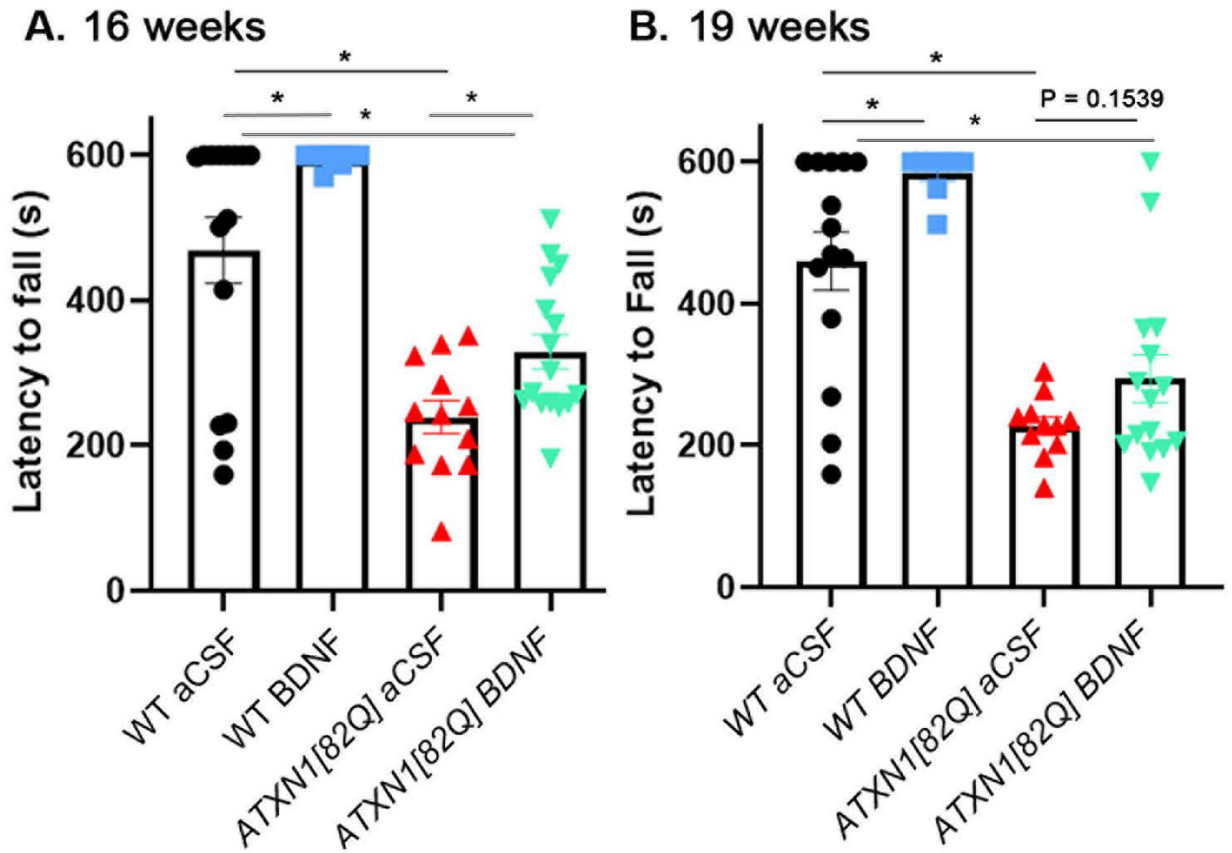 A. 16 weeks
*
* *
*
Latency to fall (s)
600
400
200
0
WT aCSF
WT BDNF
ATXN1[82Q] aCSF
ATXN1[82Q] BDNF
B. 19 weeks
*
P = 0.1539
*
*
Latency to Fall (s)
600
400
200
0
WT aCSF
WT BDNF
ATXN1[82Q] aCSF
ATXN1[82Q] BDNF